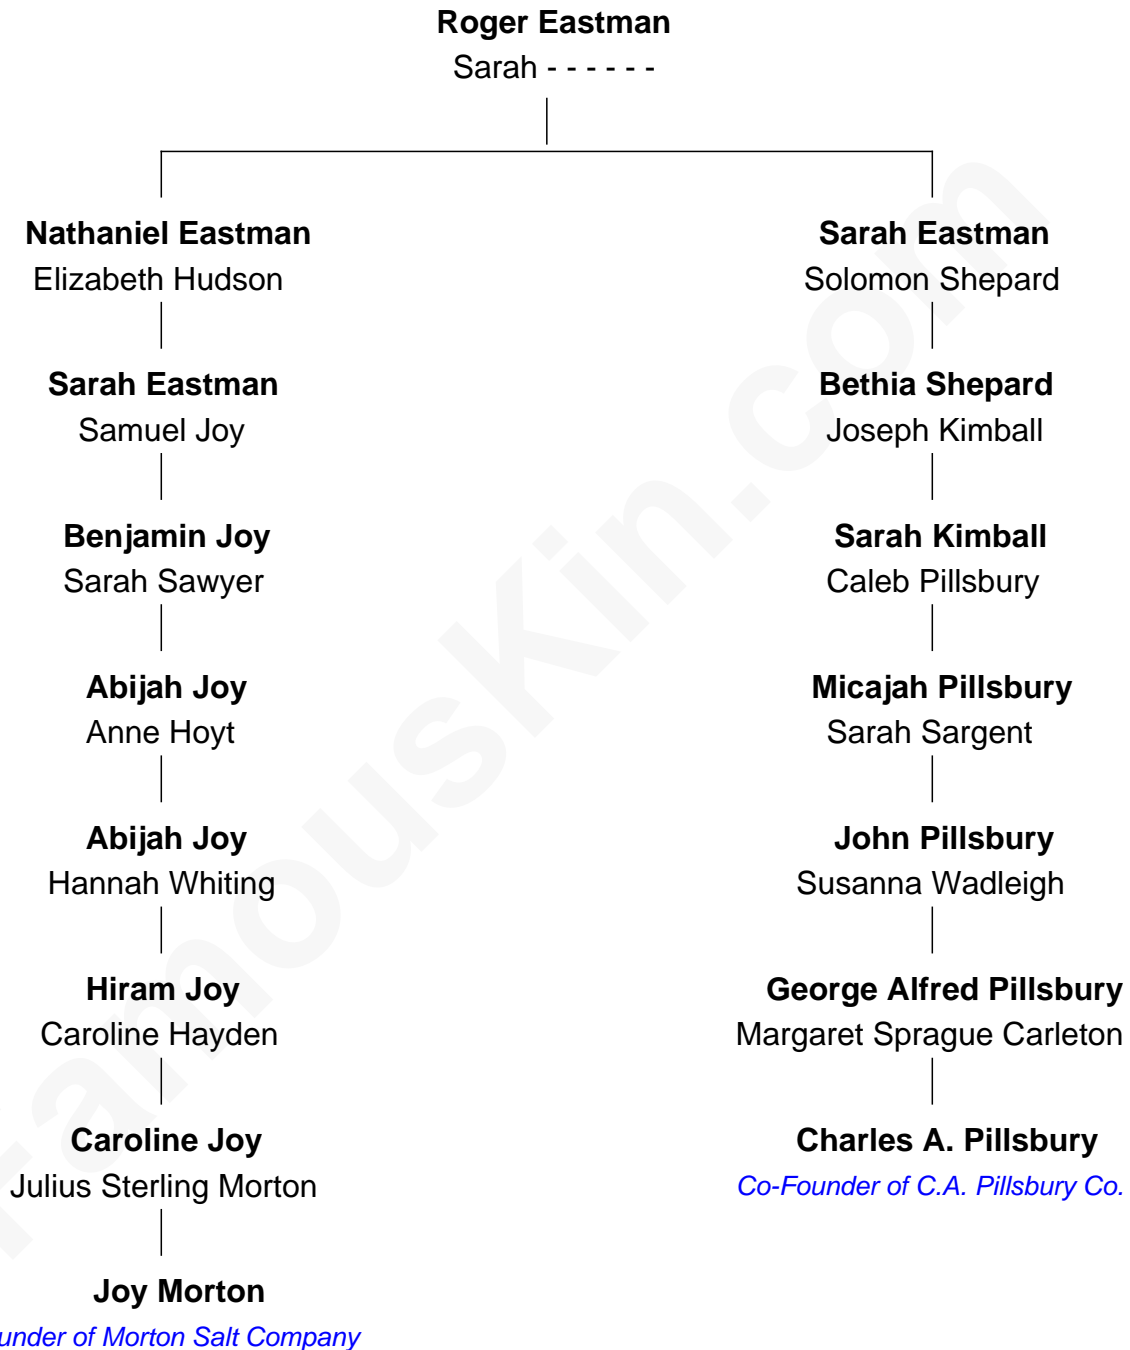 Roger Eastman
Sarah - - - - - -
Nathaniel Eastman
Elizabeth Hudson
Sarah Eastman
Solomon Shepard
Sarah Eastman
Samuel Joy
Bethia Shepard
Joseph Kimball
Benjamin Joy
Sarah Sawyer
Sarah Kimball
Caleb Pillsbury
Abijah Joy
Anne Hoyt
Micajah Pillsbury
Sarah Sargent
Abijah Joy
Hannah Whiting
John Pillsbury
Susanna Wadleigh
Hiram Joy
Caroline Hayden
George Alfred Pillsbury
Margaret Sprague Carleton
Caroline Joy
Julius Sterling Morton
Charles A. Pillsbury
Co-Founder of C.A. Pillsbury Co.
Joy Morton
under of Morton Salt Company
FamousKin.com